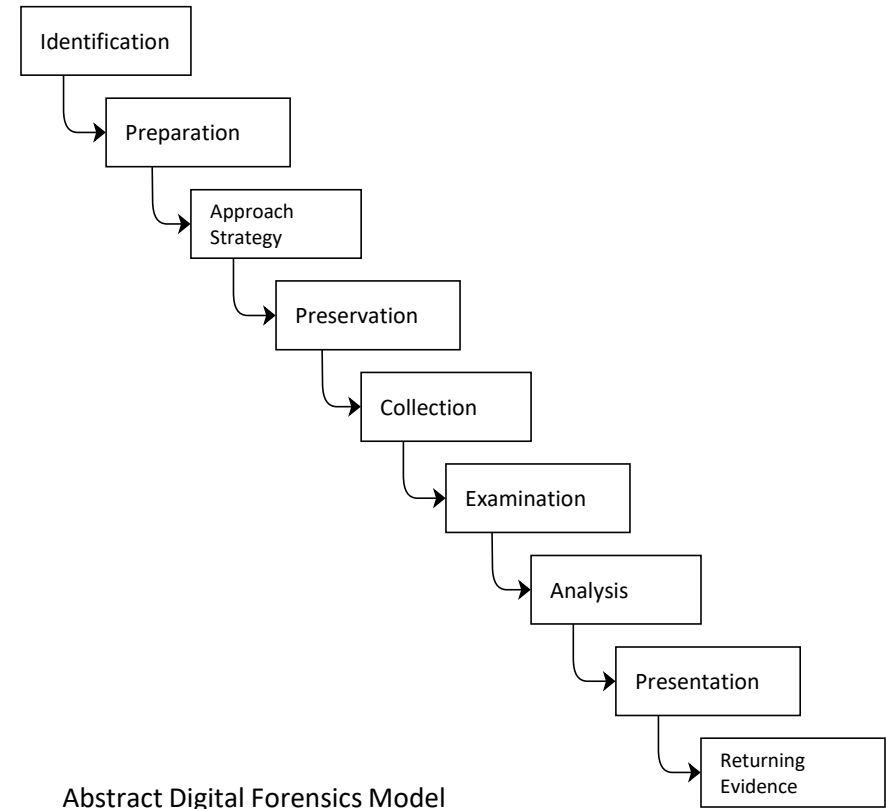 Identification
Preparation
Approach
Strategy
Preservation
Collection
Examination
Analysis
Presentation
Returning
Evidence
Abstract Digital Forensics Model